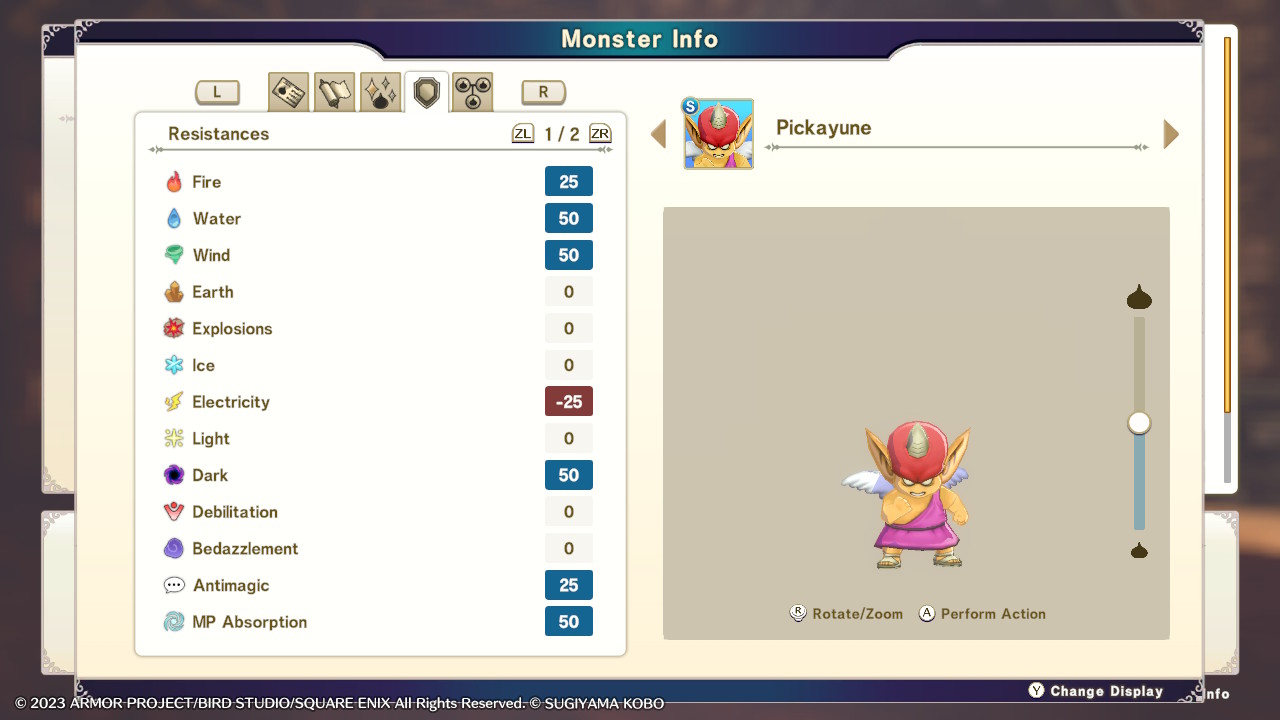 Monster Info
L
R
Resistances
ZL 1 / 2 ZR
S
Pickayune
Fire 25
Water 50
Wind 50
Earth 0
Explosions 0
Ice 0
Electricity -25
Light 0
Dark 50
Debilitation 0
Bedazzlement 0
Antimagic 25
MP Absorption 50
R Rotate/Zoom A Perform Action
Y Change Display
nfo
© 2023 ARMOR PROJECT/BIRD STUDIO/SQUARE ENIX All Rights Reserved. © SUGIYAMA KOBO